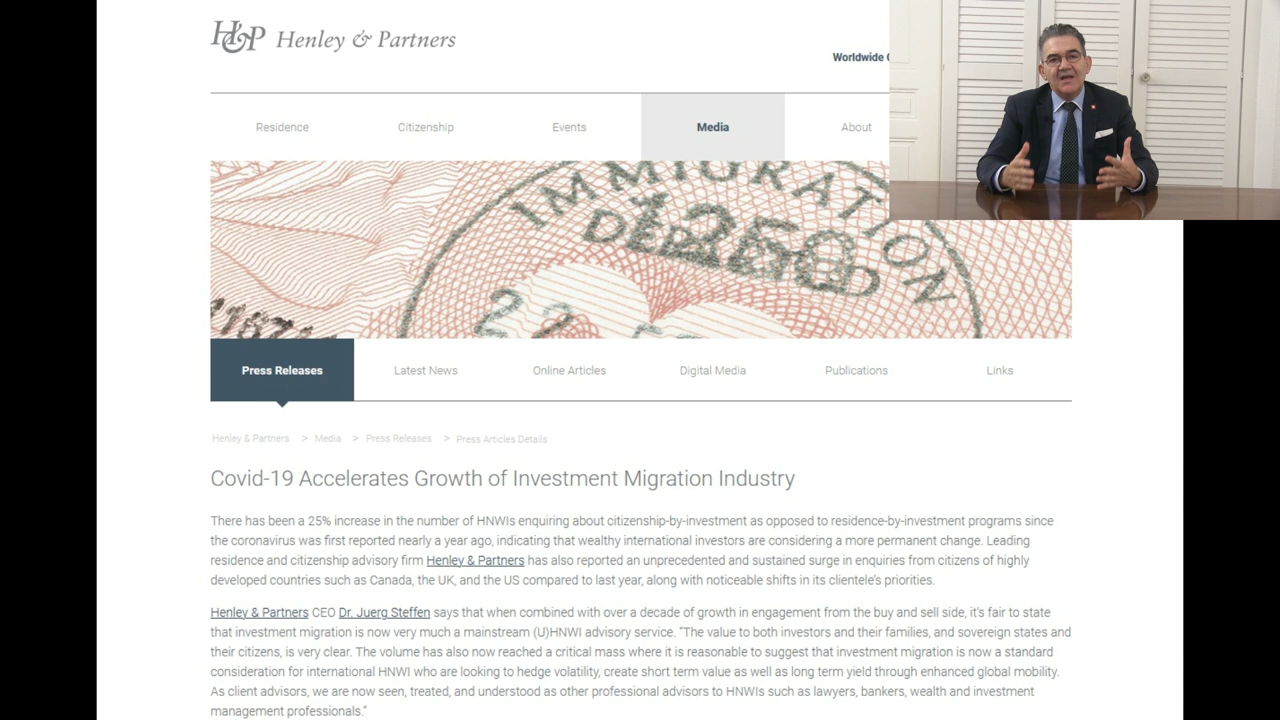 H&P Henley & Partners
Worldwide
Residence
Citizenship
Events
Media
About
IMMIGRATION
1258
22
Press Releases
Latest News
Online Articles
Digital Media
Publications
Links
Henley & Partners > Media > Press Releases > Press Articles Details
Covid-19 Accelerates Growth of Investment Migration Industry
There has been a 25% increase in the number of HNWIs enquiring about citizenship-by-investment as opposed to residence-by-investment programs since
the coronavirus was first reported nearly a year ago, indicating that wealthy international investors are considering a more permanent change. Leading
residence and citizenship advisory firm Henley & Partners has also reported an unprecedented and sustained surge in enquiries from citizens of highly
developed countries such as Canada, the UK, and the US compared to last year, along with noticeable shifts in its clientele's priorities.
Henley & Partners CEO Dr. Juerg Steffen says that when combined with over a decade of growth in engagement from the buy and sell side, it's fair to state
that investment migration is now very much a mainstream (U)HNWI advisory service. “The value to both investors and their families, and sovereign states and
their citizens, is very clear. The volume has also now reached a critical mass where it is reasonable to suggest that investment migration is now a standard
consideration for international HNWI who are looking to hedge volatility, create short term value as well as long term yield through enhanced global mobility.
As client advisors, we are now seen, treated, and understood as other professional advisors to HNWIs such as lawyers, bankers, wealth and investment
management professionals.”